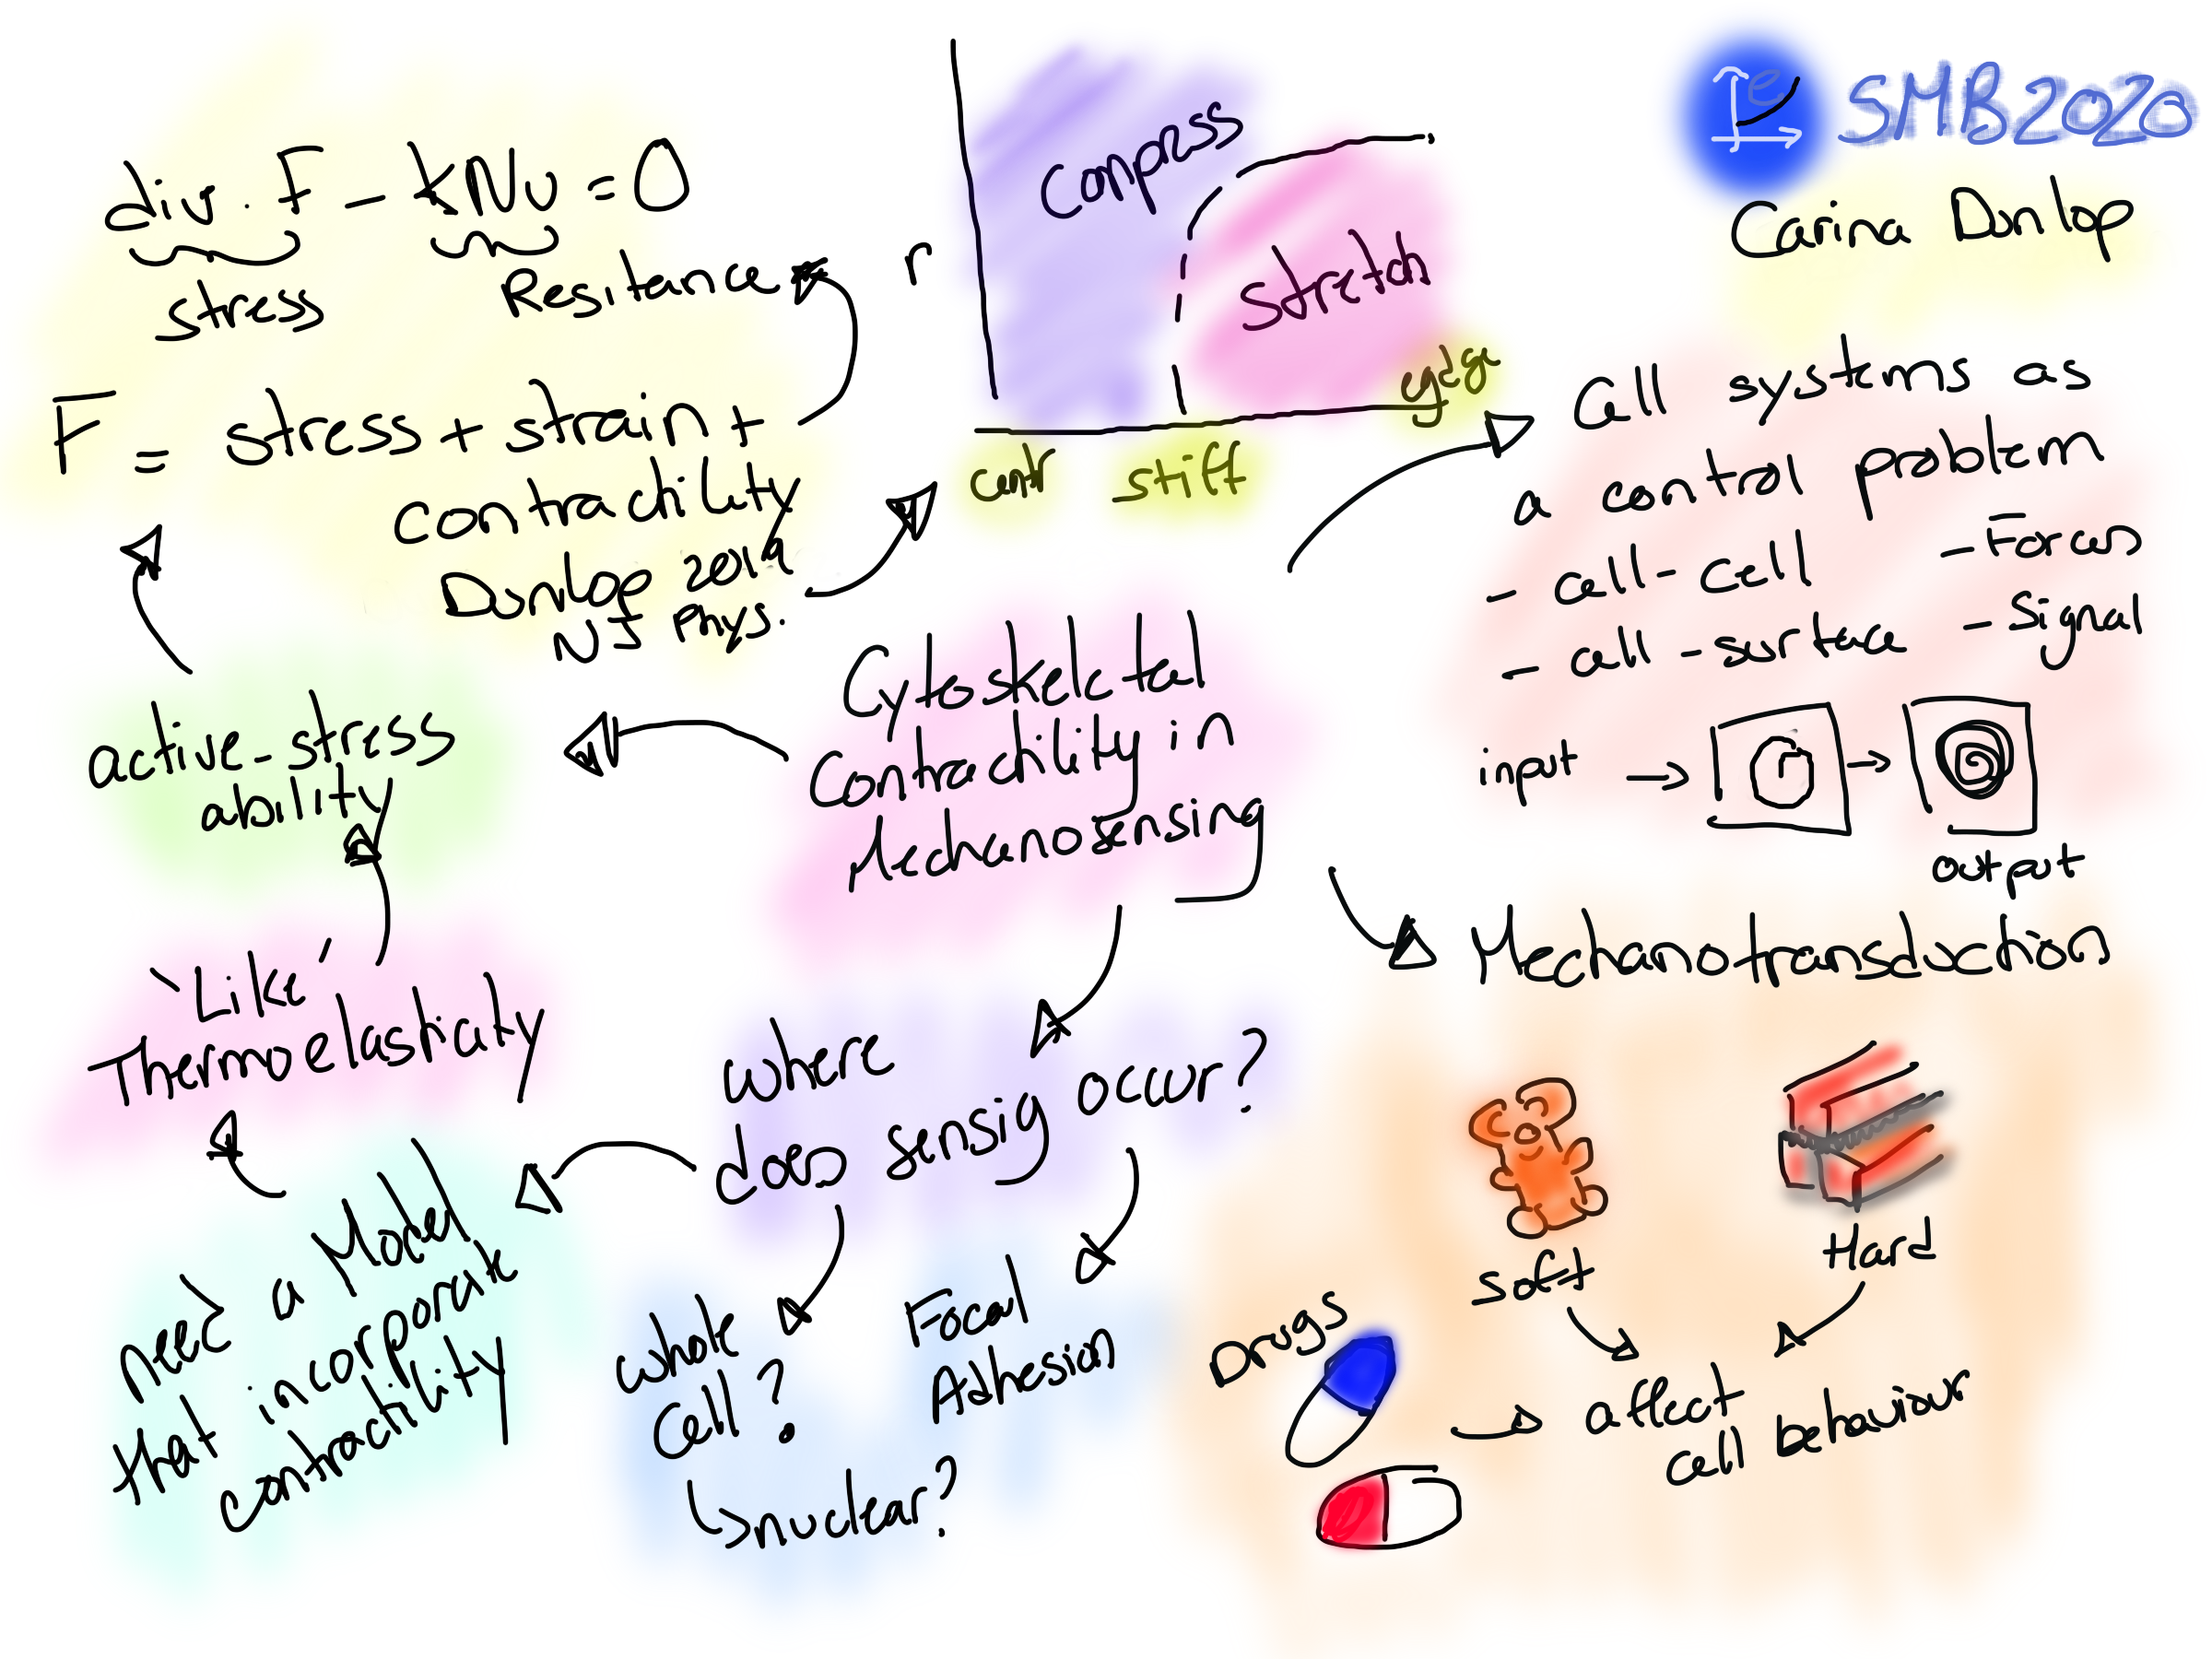 SMB2020
Carina Dunlop
div. F - kNu = 0
stress
Resitance
F = stress + strain +
contractility
Dunlop 2019
NJ Phys.
r
Compress
Stretch
centr
stiff
egdge
Cell systems as
a control problem
- cell-cell
- Forces
- cell-surface
- Signal
input
output
Cytoskeletal
Contractility in
Mechanosensing
active-stress
ability
'Like'
Thermoelasticity
need a Model
that incorporate
contractility
where
does sensig occur?
whole
Cell?
nuclear?
Focal
Adhesion
Mechanotransduction
soft
Hard
Drugs
affect
cell behaviour